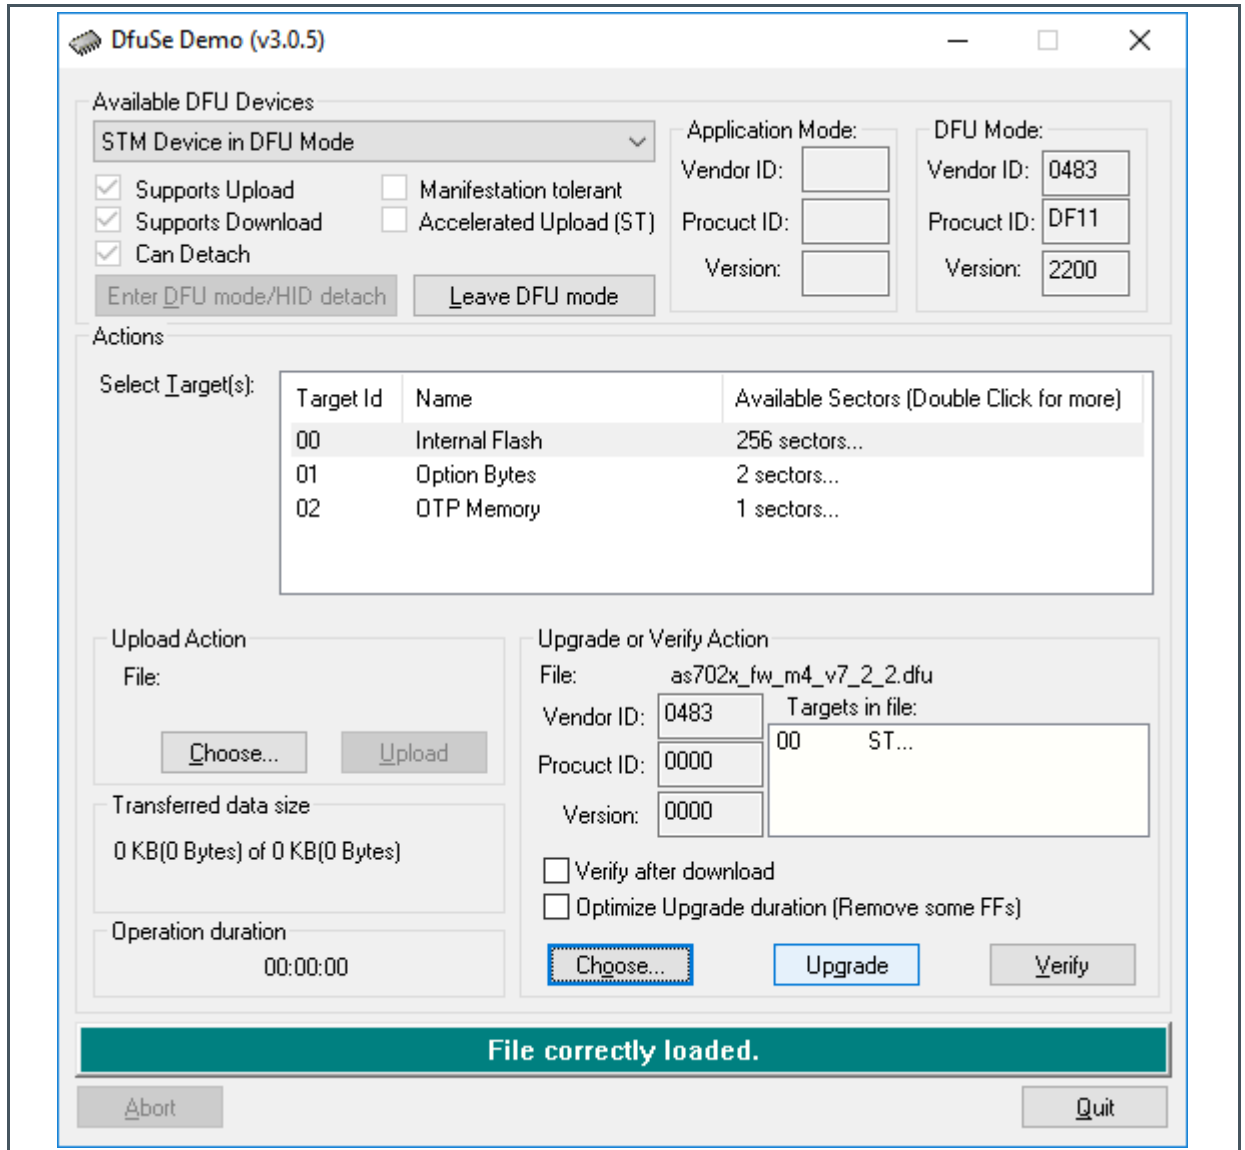 DfuSe Demo (v3.0.5)
Available DFU Devices
STM Device in DFU Mode
Supports Upload
Manifestation tolerant
Supports Download
Accelerated Upload (ST)
Can Detach
Enter DFU mode/HID detach
Leave DFU mode
Application Mode:
Vendor ID:
Procuct ID:
Version:
DFU Mode:
Vendor ID: 0483
Procuct ID: DF11
Version: 2200
Actions
Select Target(s):
Target Id Name Available Sectors (Double Click for more)
00 Internal Flash 256 sectors...
01 Option Bytes 2 sectors...
02 OTP Memory 1 sectors...
Upload Action
File:
Choose...
Upload
Transferred data size
0 KB(0 Bytes) of 0 KB(0 Bytes)
Operation duration
00:00:00
Upgrade or Verify Action
File: as702x_fw_m4_v7_2_2.dfu
Vendor ID: 0483
Procuct ID: 0000
Version: 0000
Targets in file:
00 ST...
Verify after download
Optimize Upgrade duration (Remove some FFs)
Choose...
Upgrade
Verify
File correctly loaded.
Abort
Quit